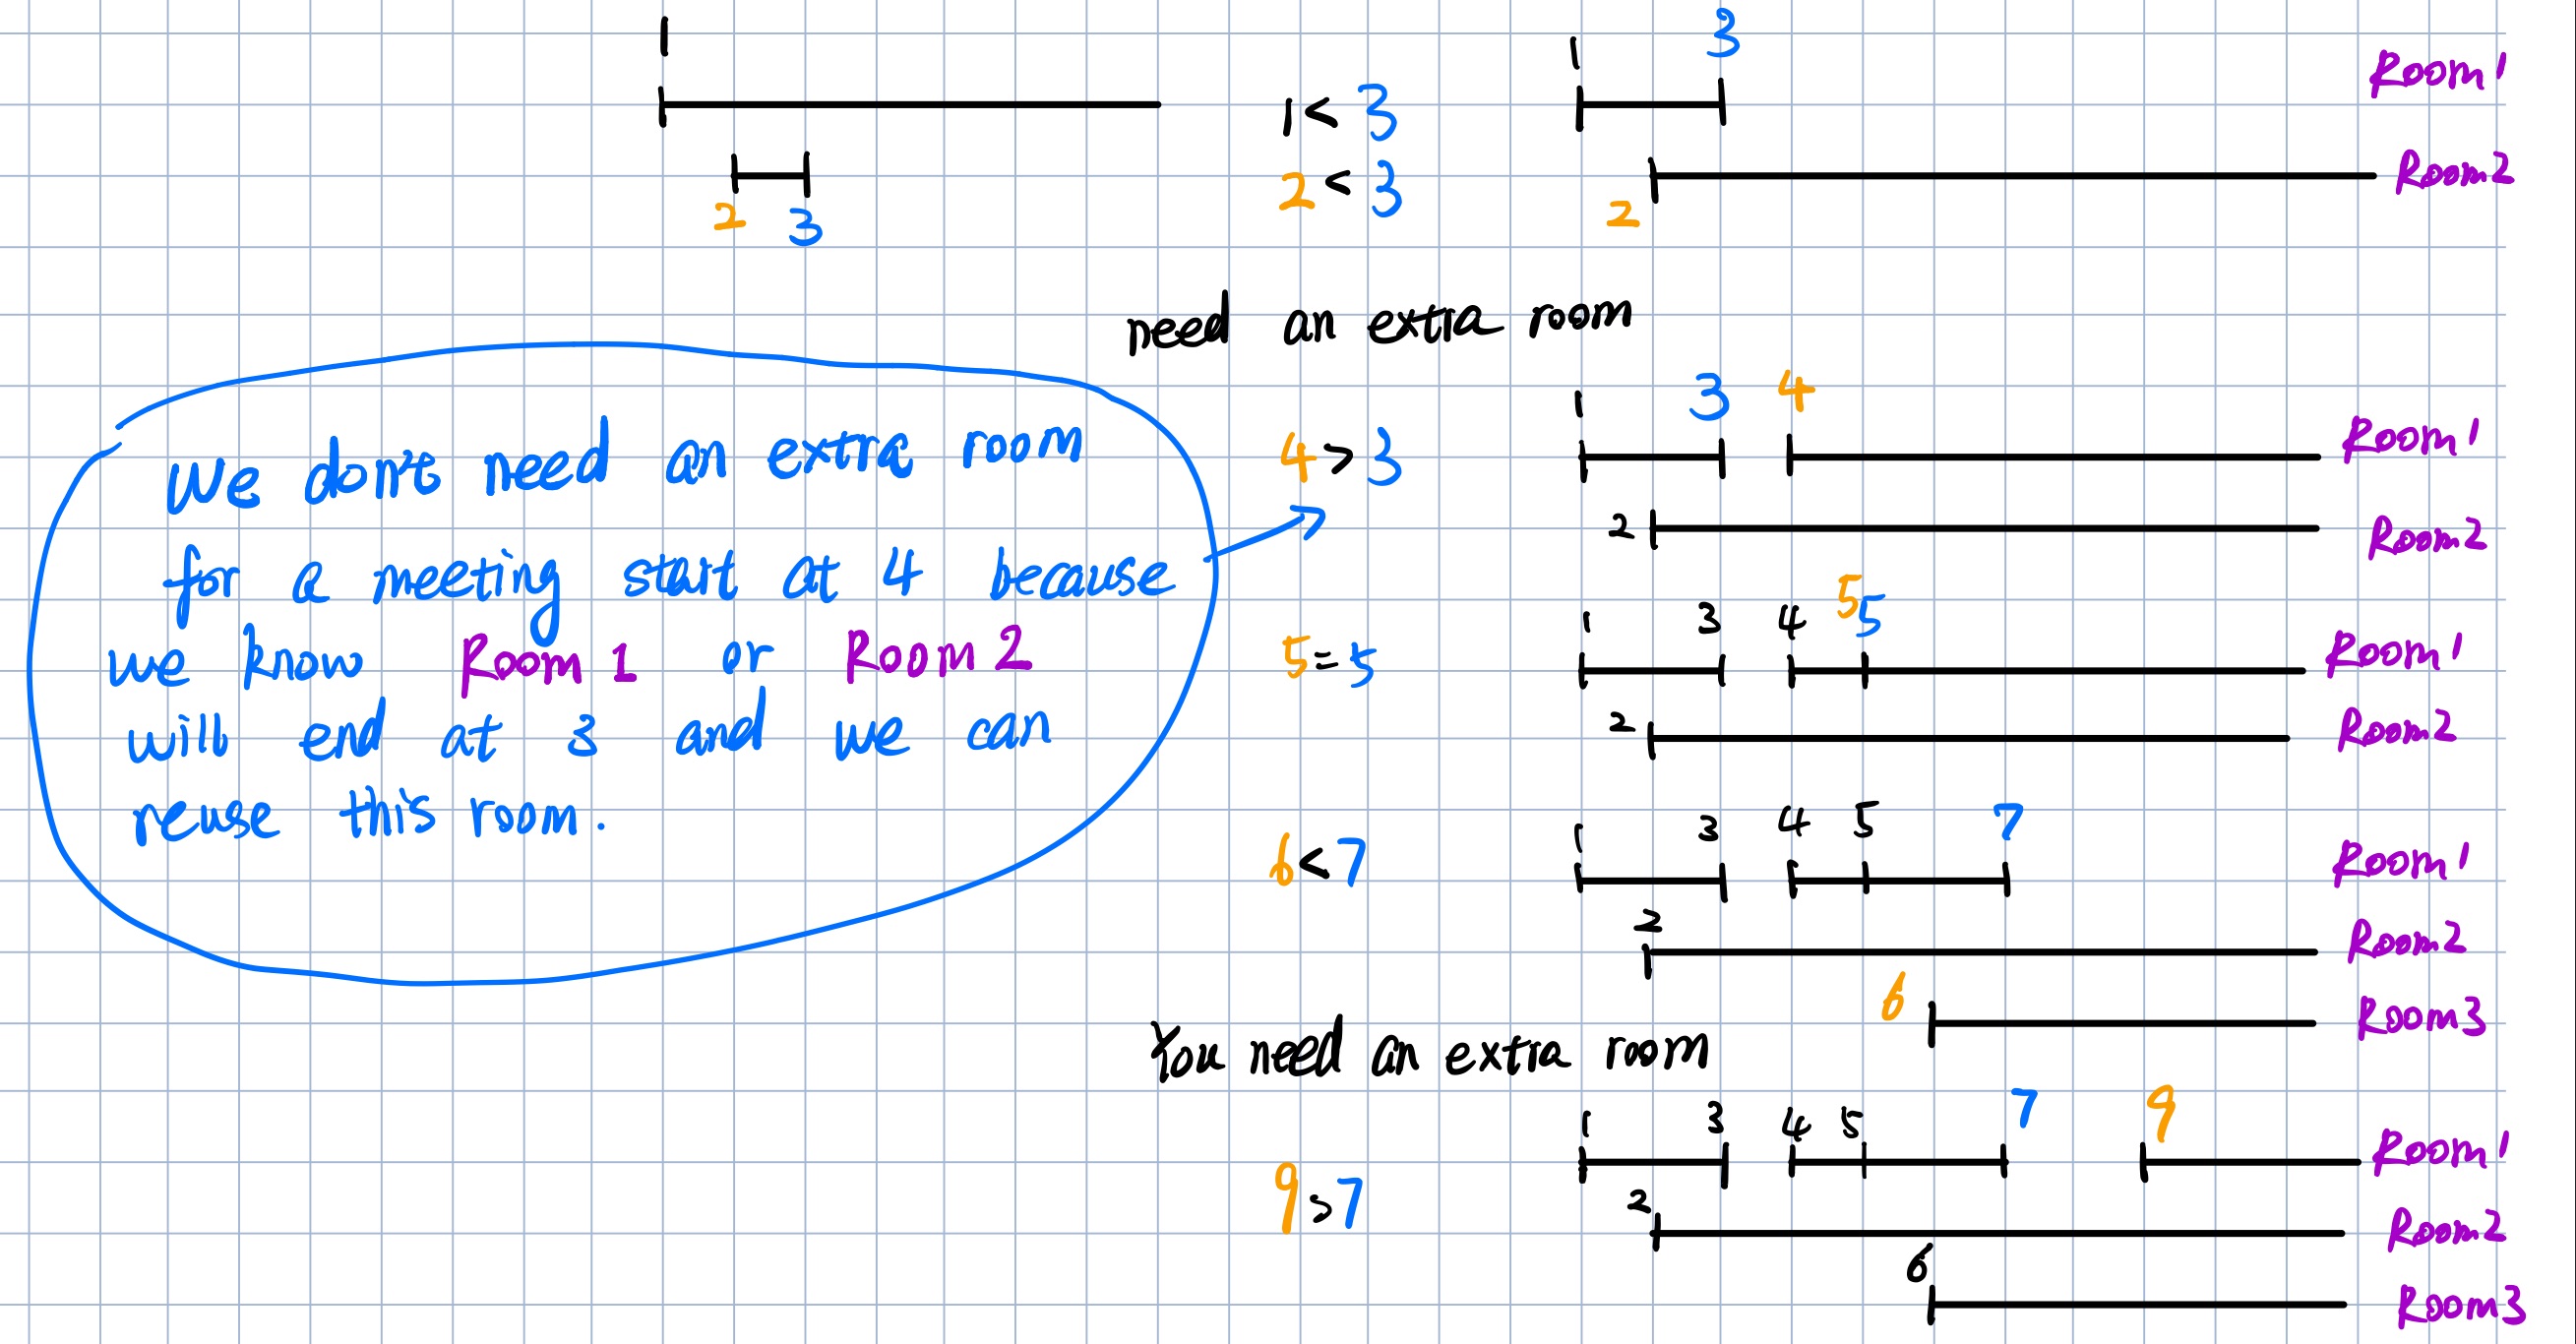 1
1 3
Room1
1 < 3
2 < 3
2 3
2
Room2
need an extra room
We don't need an extra room
for a meeting start at 4 because
we know Room 1 or Room 2
will end at 3 and we can
reuse this room.
4 > 3
1 3 4
Room1
2
Room2
5 = 5
1 3 4 5 5
Room1
2
Room2
6 < 7
1 3 4 5 7
Room1
2
Room2
6
Room3
You need an extra room
9 > 7
1 3 4 5 7 9
Room1
2
Room2
6
Room3